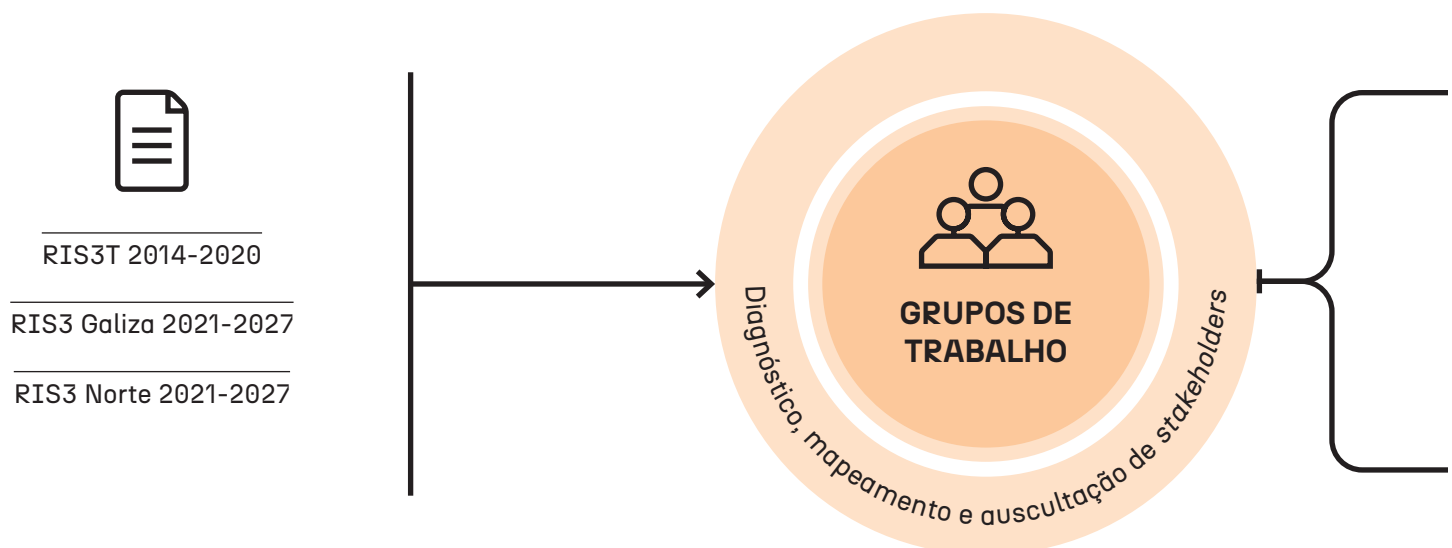 RIS3T 2014-2020
RIS3 Galiza 2021-2027
RIS3 Norte 2021-2027
GRUPOS DE
TRABALHO
Diagnóstico, mapeamento e auscultação de stakeholders